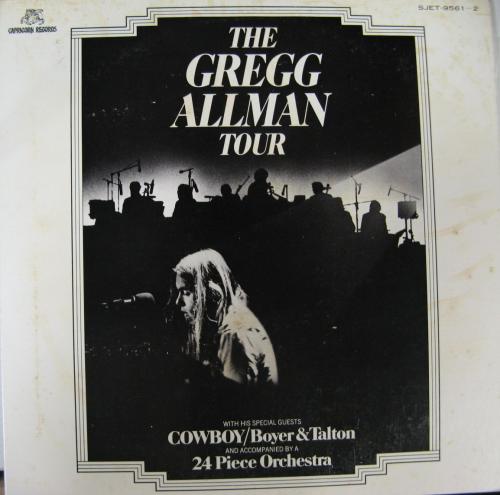 CAPRICORN RECORDS
SJET-9561~2
THE
GREGG
ALLMAN
TOUR
WITH HIS SPECIAL GUESTS
COWBOY/Boyer & Talton
AND ACCOMPANIED BY A
24 Piece Orchestra